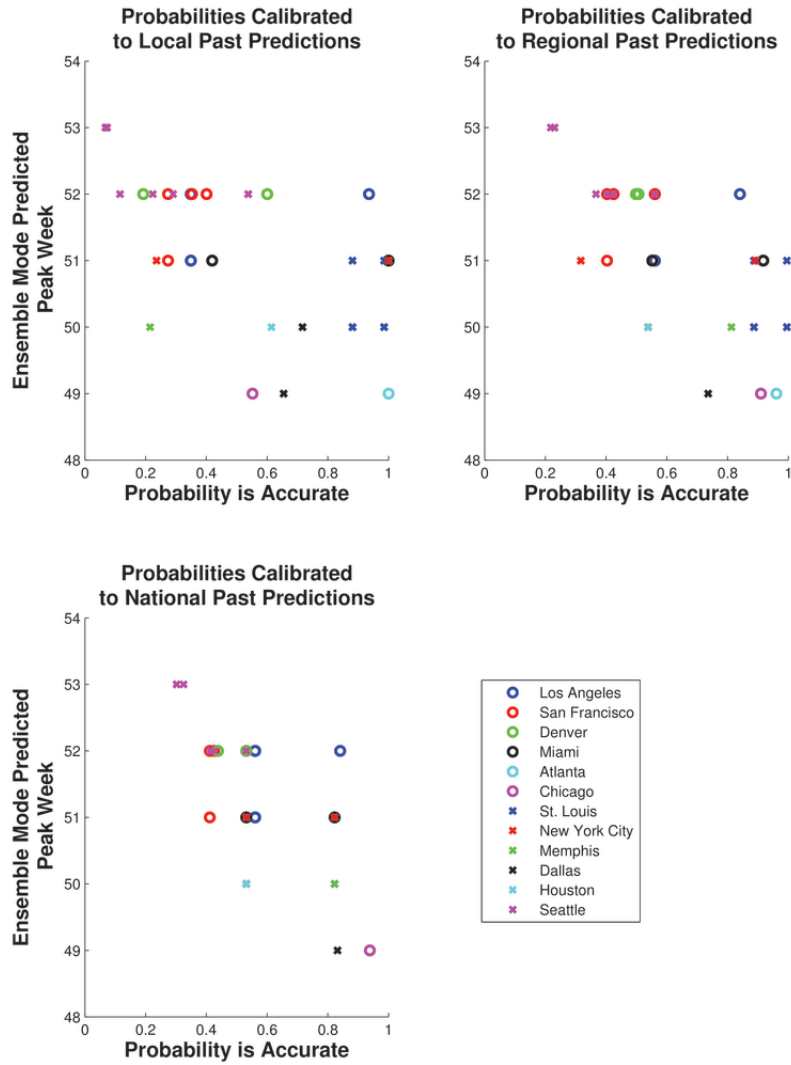 Probabilities Calibrated
to Local Past Predictions
54
53
52
51
50
49
48
Ensemble Mode Predicted
Peak Week
0 0.2 0.4 0.6 0.8 1
Probability is Accurate
Probabilities Calibrated
to Regional Past Predictions
54
53
52
51
50
49
48
0 0.2 0.4 0.6 0.8 1
Probability is Accurate
Probabilities Calibrated
to National Past Predictions
54
53
52
51
50
49
48
Ensemble Mode Predicted
Peak Week
0 0.2 0.4 0.6 0.8 1
Probability is Accurate
Los Angeles
San Francisco
Denver
Miami
Atlanta
Chicago
St. Louis
New York City
Memphis
Dallas
Houston
Seattle